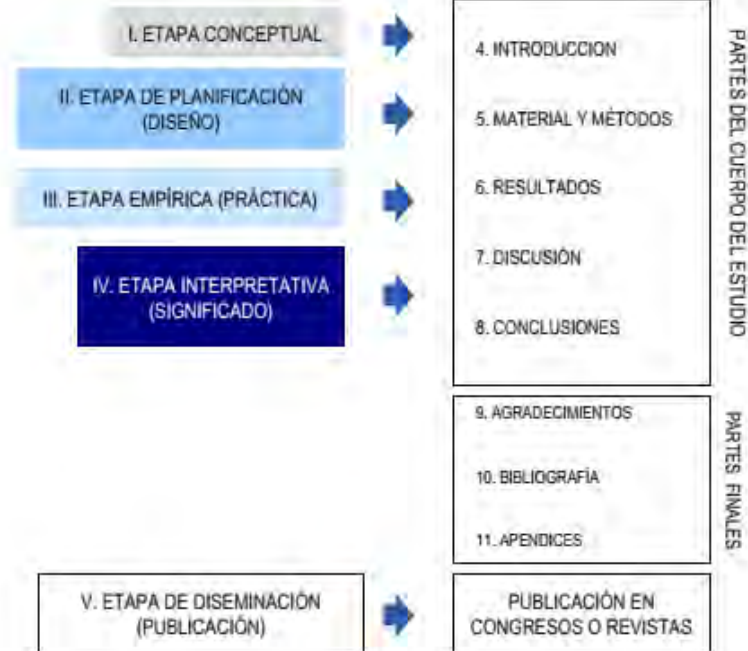 I. ETAPA CONCEPTUAL
4. INTRODUCCION
II. ETAPA DE PLANIFICACIÓN
(DISEÑO)
5. MATERIAL Y MÉTODOS
III. ETAPA EMPÍRICA (PRÁCTICA)
6. RESULTADOS
IV. ETAPA INTERPRETATIVA
(SIGNIFICADO)
7. DISCUSIÓN
8. CONCLUSIONES
PARTES DEL CUERPO DEL ESTUDIO
9. AGRADECIMIENTOS
10. BIBLIOGRAFÍA
11. APENDICES
PARTES FINALES
V. ETAPA DE DISEMINACIÓN
(PUBLICACIÓN)
PUBLICACIÓN EN
CONGRESOS O REVISTAS